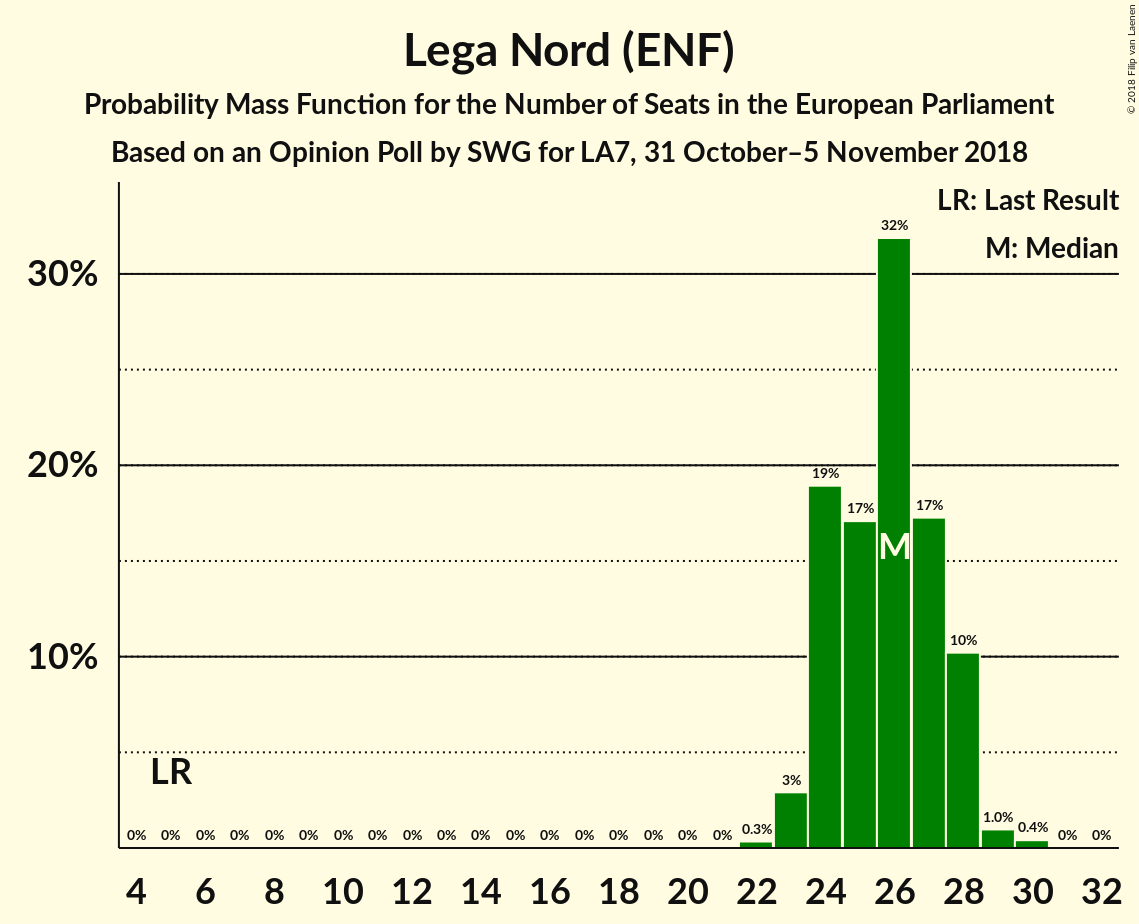 Lega Nord (ENF)
Probability Mass Function for the Number of Seats in the European Parliament
Based on an Opinion Poll by SWG for LA7, 31 October–5 November 2018
© 2018 Filip van Laenen
LR: Last Result
M: Median
30%
20%
10%
32%
19%
17%
17%
M
10%
LR
3%
0% 0% 0% 0% 0% 0% 0% 0% 0% 0% 0% 0% 0% 0% 0% 0% 0% 0% 0.3% 1.0% 0.4% 0% 0%
4 6 8 10 12 14 16 18 20 22 24 26 28 30 32